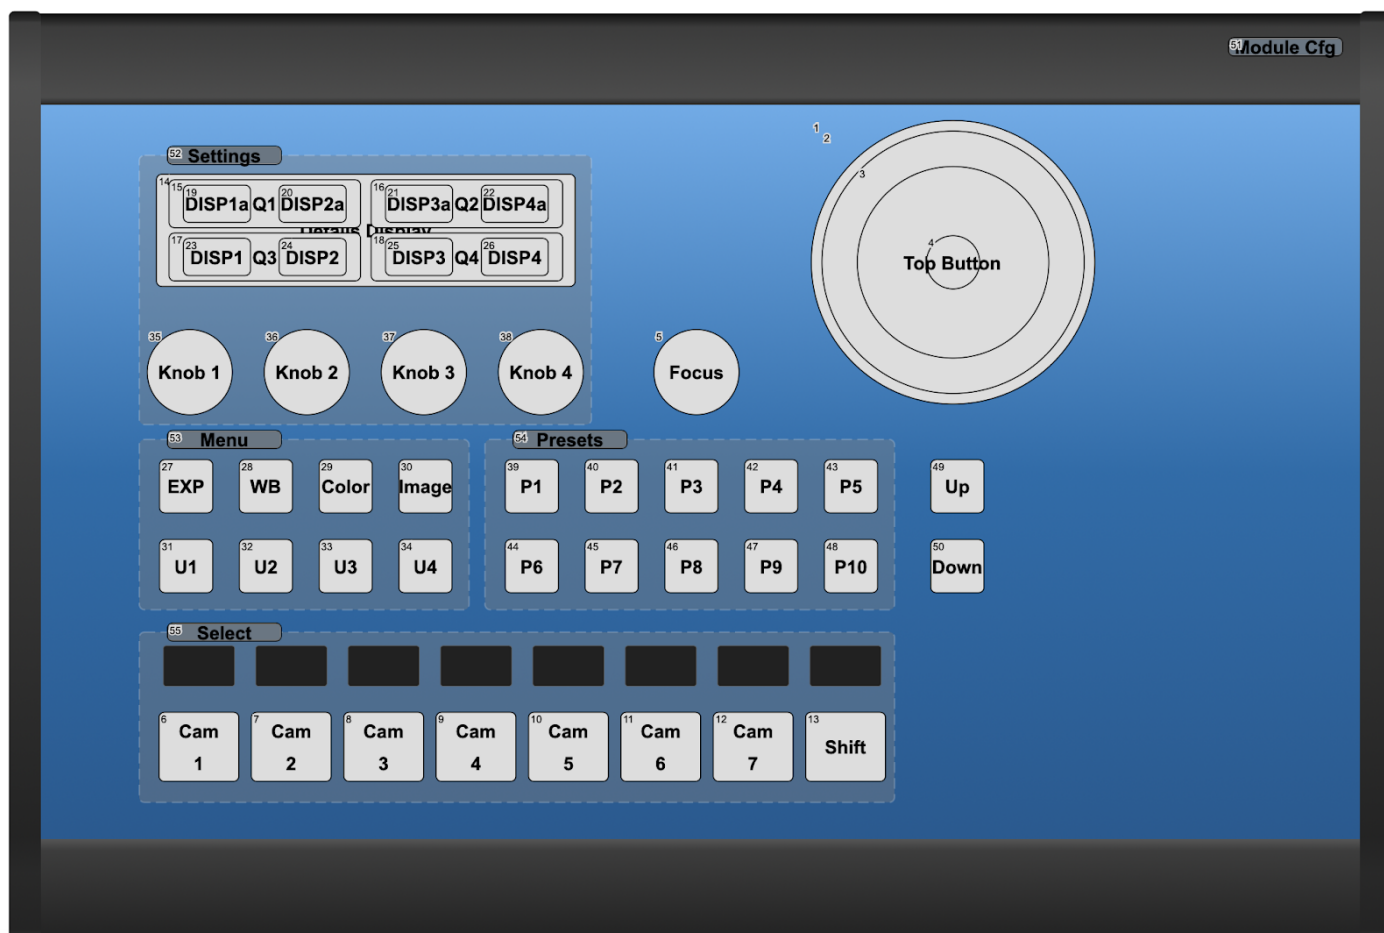 51 Module Cfg
1
2
52 Settings
14
15 19 DISP1a Q1 20 DISP2a 16 21 DISP3a Q2 22 DISP4a
Details Display
17 23 DISP1 Q3 24 DISP2 18 25 DISP3 Q4 26 DISP4
3
4
Top Button
35 Knob 1 36 Knob 2 37 Knob 3 38 Knob 4 5 Focus
53 Menu 54 Presets
27 EXP 28 WB 29 Color 30 Image 39 P1 40 P2 41 P3 42 P4 43 P5 49 Up
31 U1 32 U2 33 U3 34 U4 44 P6 45 P7 46 P8 47 P9 48 P10 50 Down
55 Select
6 Cam 7 Cam 8 Cam 9 Cam 10 Cam 11 Cam 12 Cam 13 Shift
1 2 3 4 5 6 7